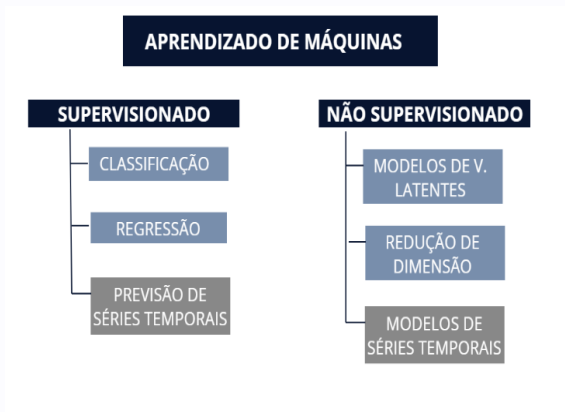 APRENDIZADO DE MÁQUINAS
SUPERVISIONADO
CLASSIFICAÇÃO
REGRESSÃO
PREVISÃO DE
SÉRIES TEMPORAIS
NÃO SUPERVISIONADO
MODELOS DE V.
LATENTES
REDUÇÃO DE
DIMENSÃO
MODELOS DE
SÉRIES TEMPORAIS